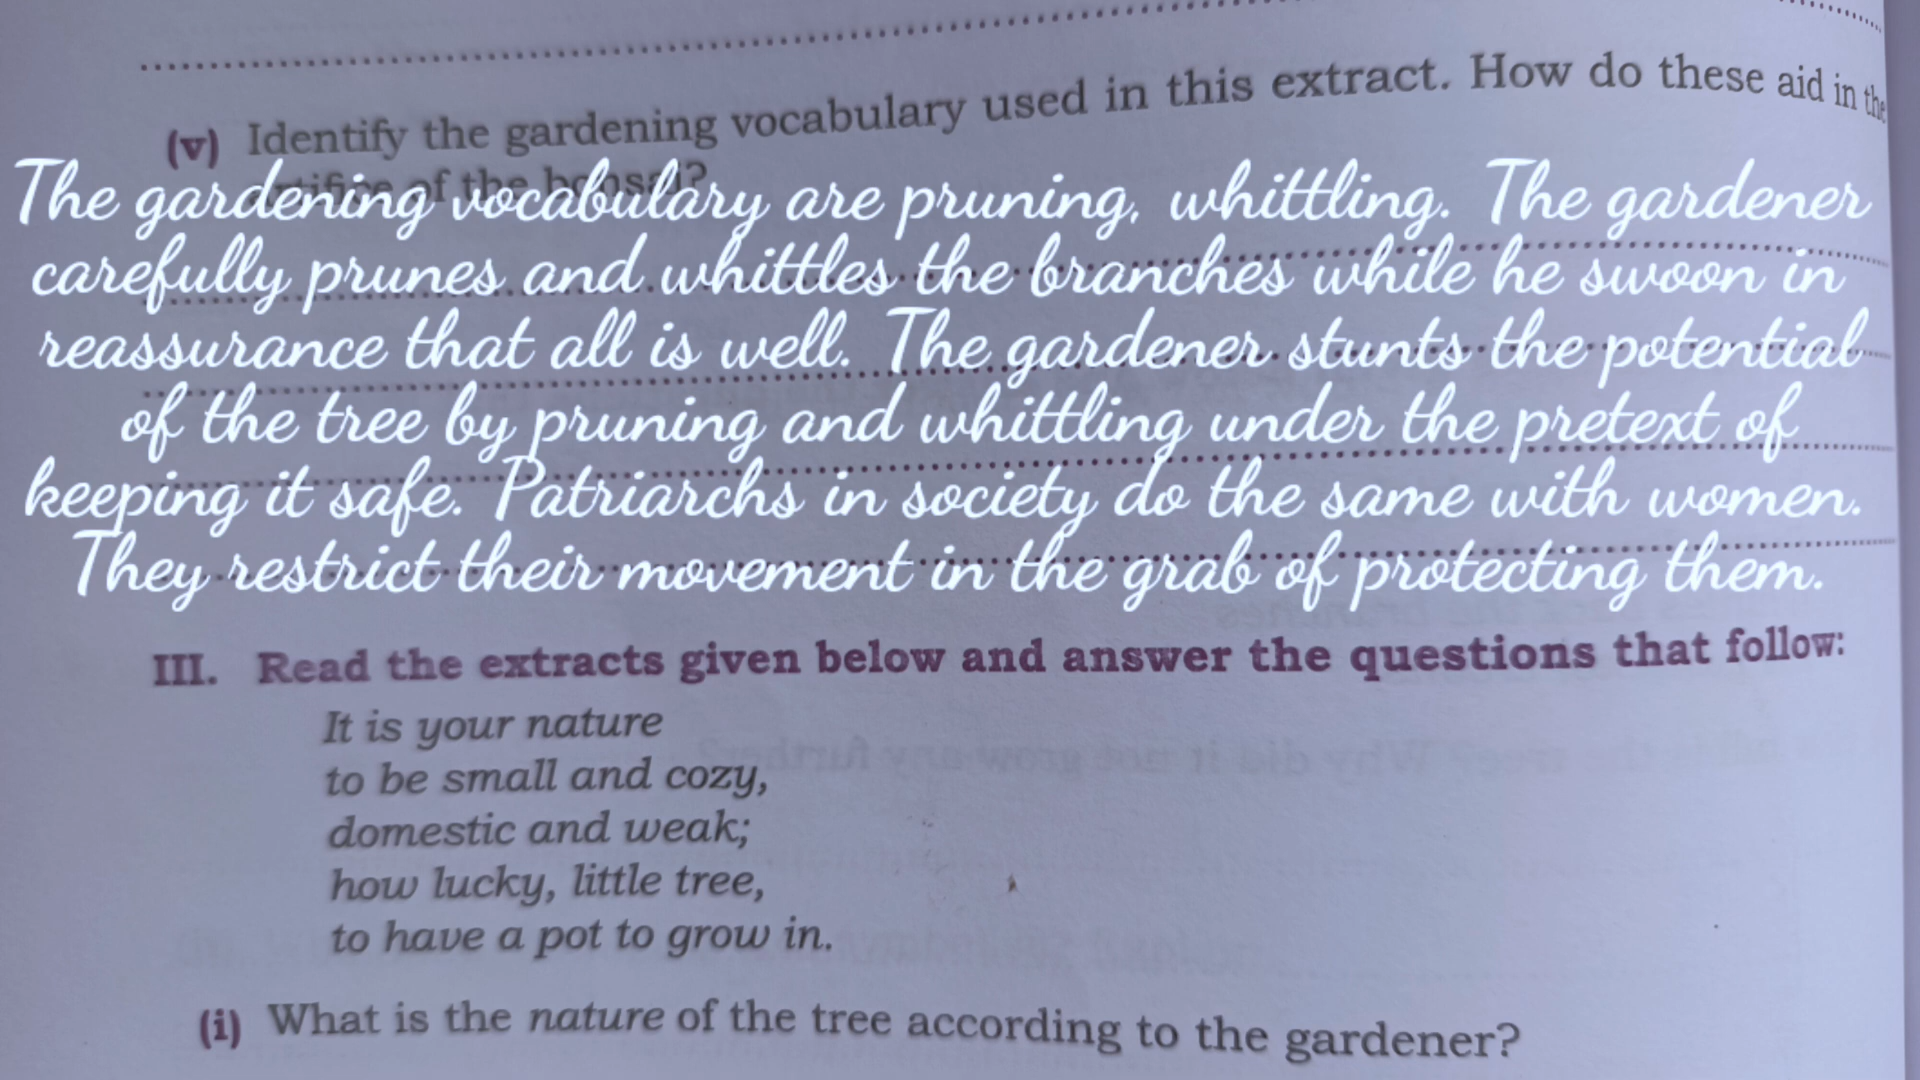 (v) Identify the gardening vocabulary used in this extract. How do these aid in the
artifice of the bonsai?
The gardening vocabulary are pruning, whittling. The gardener
carefully prunes and whittles the branches while he swoon in
reassurance that all is well. The gardener stunts the potential
of the tree by pruning and whittling under the pretext of
keeping it safe. Patriarchs in society do the same with women.
They restrict their movement in the grab of protecting them.
III. Read the extracts given below and answer the questions that follow:
It is your nature
to be small and cozy,
domestic and weak;
how lucky, little tree,
to have a pot to grow in.
(i) What is the nature of the tree according to the gardener?